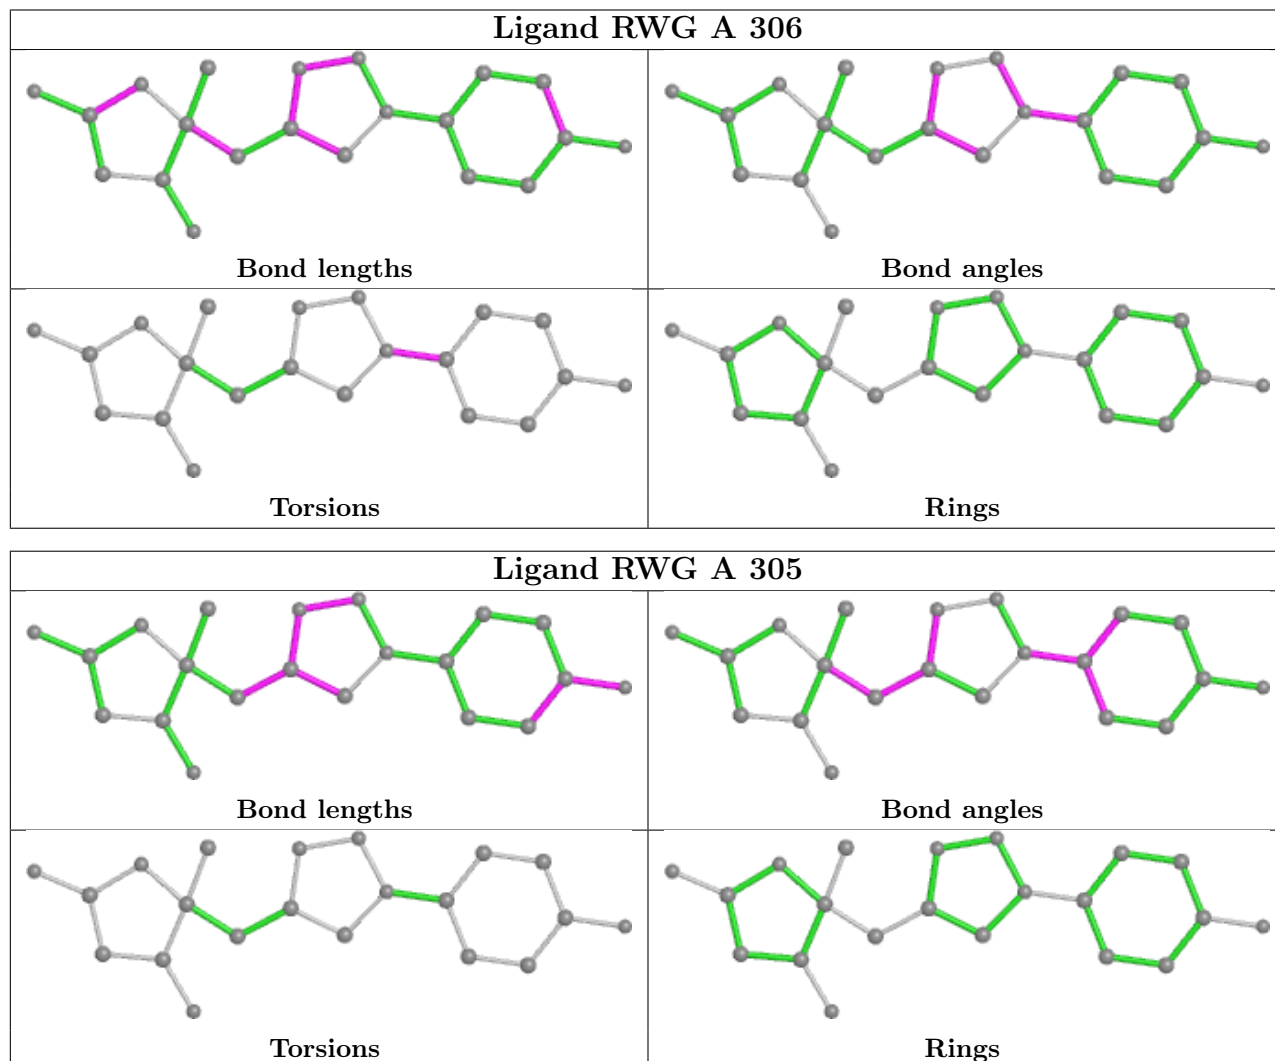 Ligand RWG A 306
Bond lengths
Bond angles
Torsions
Rings
Ligand RWG A 305
Bond lengths
Bond angles
Torsions
Rings